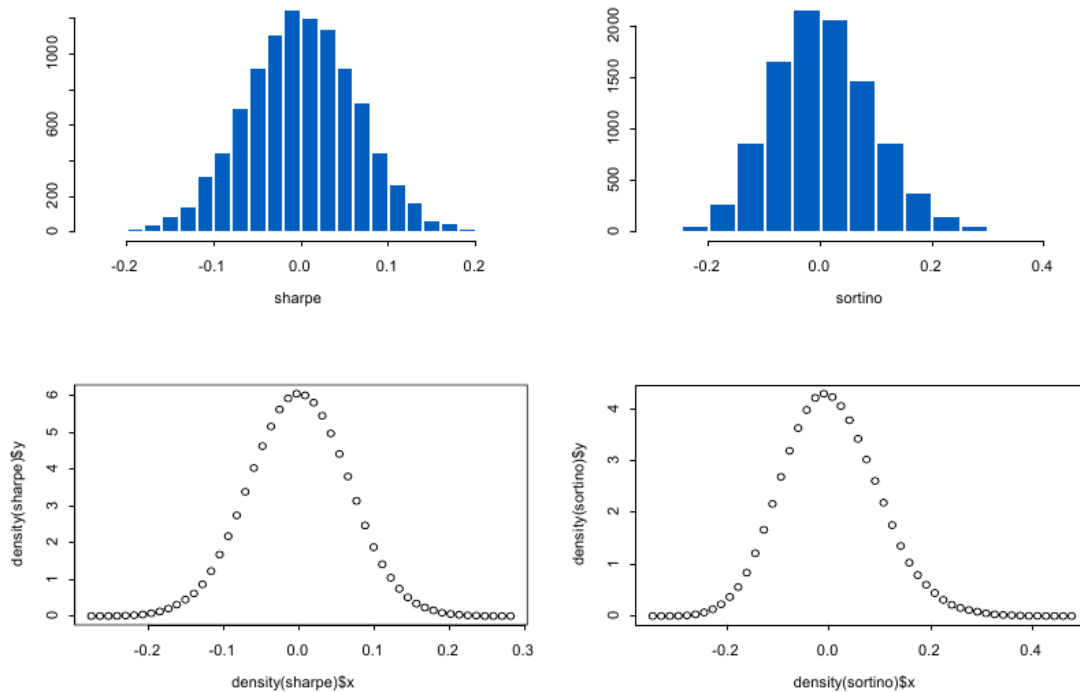 1000
600
200
0
-0.2 -0.1 0.0 0.1 0.2
sharpe
2000
1500
1000
500
0
-0.2 0.0 0.2 0.4
sortino
6
5
4
3
2
1
0
density(sharpe)$y
-0.2 -0.1 0.0 0.1 0.2 0.3
density(sharpe)$x
4
3
2
1
0
density(sortino)$y
-0.2 0.0 0.2 0.4
density(sortino)$x